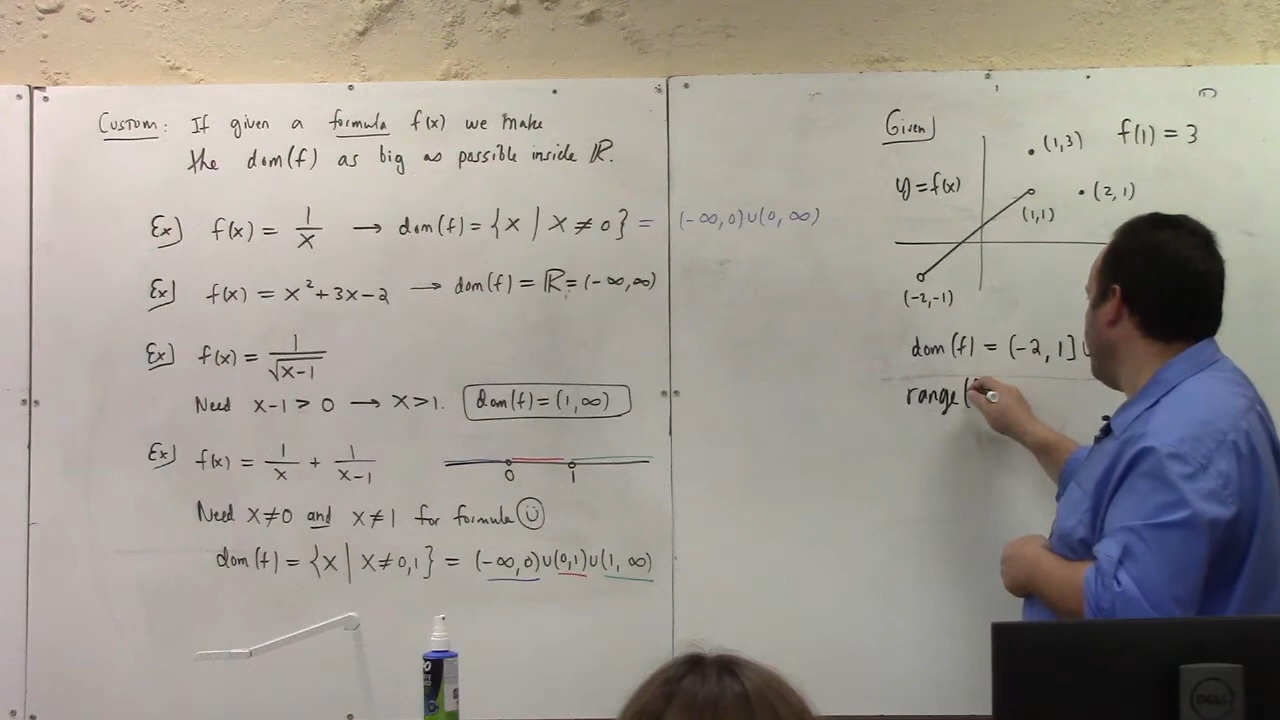 Custom: If given a formula f(x) we make
the dom(f) as big as possible inside ℝ.
Ex) f(x) = 1/x → dom(f) = {x | x ≠ 0} = (-∞,0)∪(0,∞)
Ex) f(x) = x² + 3x - 2 → dom(f) = ℝ = (-∞,∞)
Ex) f(x) = 1/√(x-1)
Need x-1 > 0 → x > 1. dom(f) = (1,∞)
Ex) f(x) = 1/x + 1/(x-1)
0 1
Need x≠0 and x≠1 for formula
dom(f) = {x | x≠0,1} = (-∞,0)∪(0,1)∪(1,∞)
Given
(1,3) f(1) = 3
y = f(x) (2,1)
(1,1)
(-2,-1)
dom(f) = (-2,1] ∪
range(
DELL